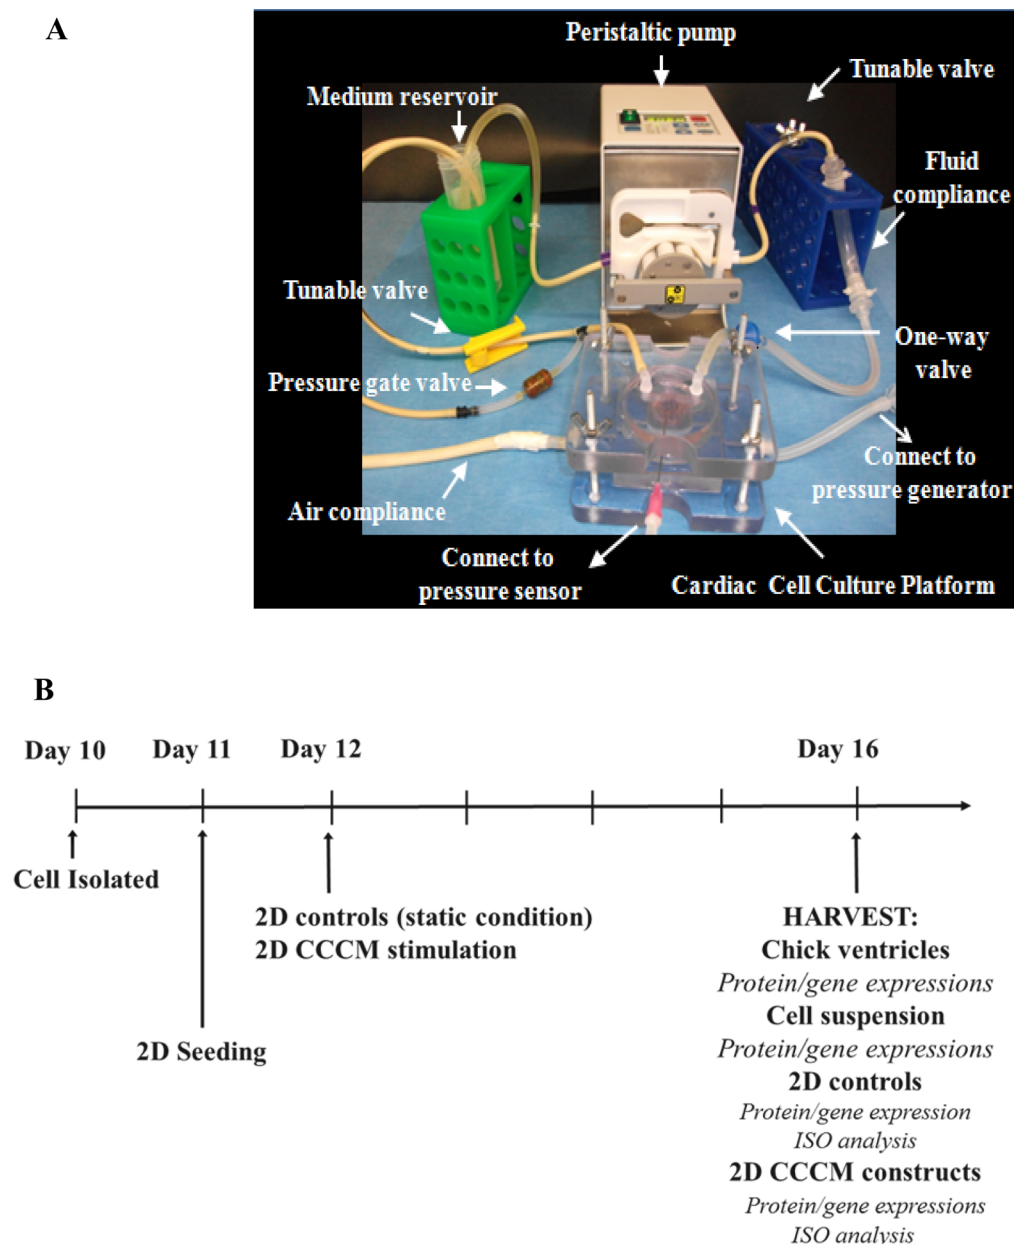 A
Peristaltic pump
Tunable valve
Medium reservoir
Fluid
compliance
Tunable valve
One-way
valve
Pressure gate valve
Connect to
pressure generator
Air compliance
Connect to
pressure sensor
Cardiac Cell Culture Platform
B
Day 10
Day 11
Day 12
Day 16
Cell Isolated
2D controls (static condition)
2D CCCM stimulation
2D Seeding
HARVEST:
Chick ventricles
Protein/gene expressions
Cell suspension
Protein/gene expressions
2D controls
Protein/gene expression
ISO analysis
2D CCCM constructs
Protein/gene expressions
ISO analysis